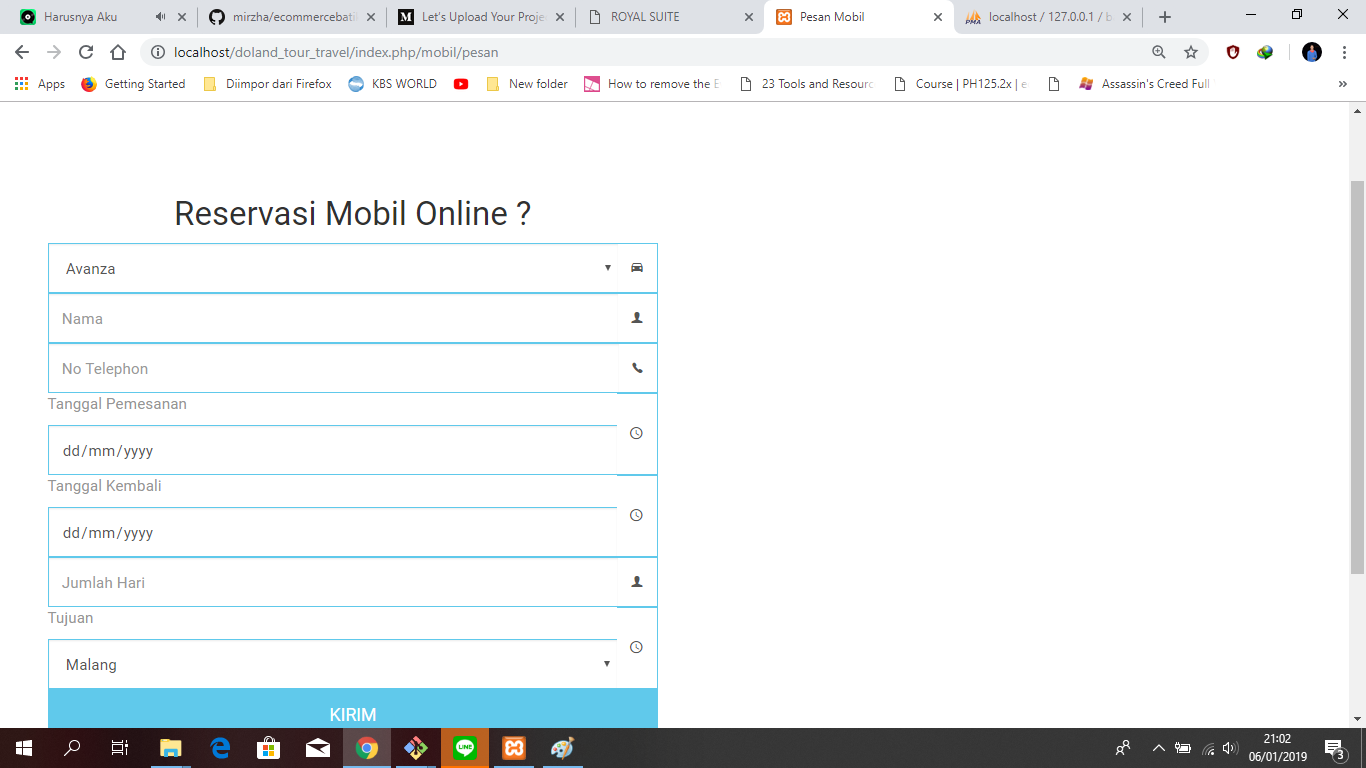 Harusnya Aku
mirzha/ecommercebati
Let's Upload Your Proje
ROYAL SUITE
Pesan Mobil
localhost / 127.0.0.1 / b
localhost/doland_tour_travel/index.php/mobil/pesan
Apps
Getting Started
Diimpor dari Firefox
KBS WORLD
New folder
How to remove the E
23 Tools and Resourc
Course | PH125.2x | e
Assassin's Creed Full
»
Reservasi Mobil Online ?
Avanza
Nama
No Telephon
Tanggal Pemesanan
dd/mm/yyyy
Tanggal Kembali
dd/mm/yyyy
Jumlah Hari
Tujuan
Malang
KIRIM
LINE
21:02
06/01/2019
3